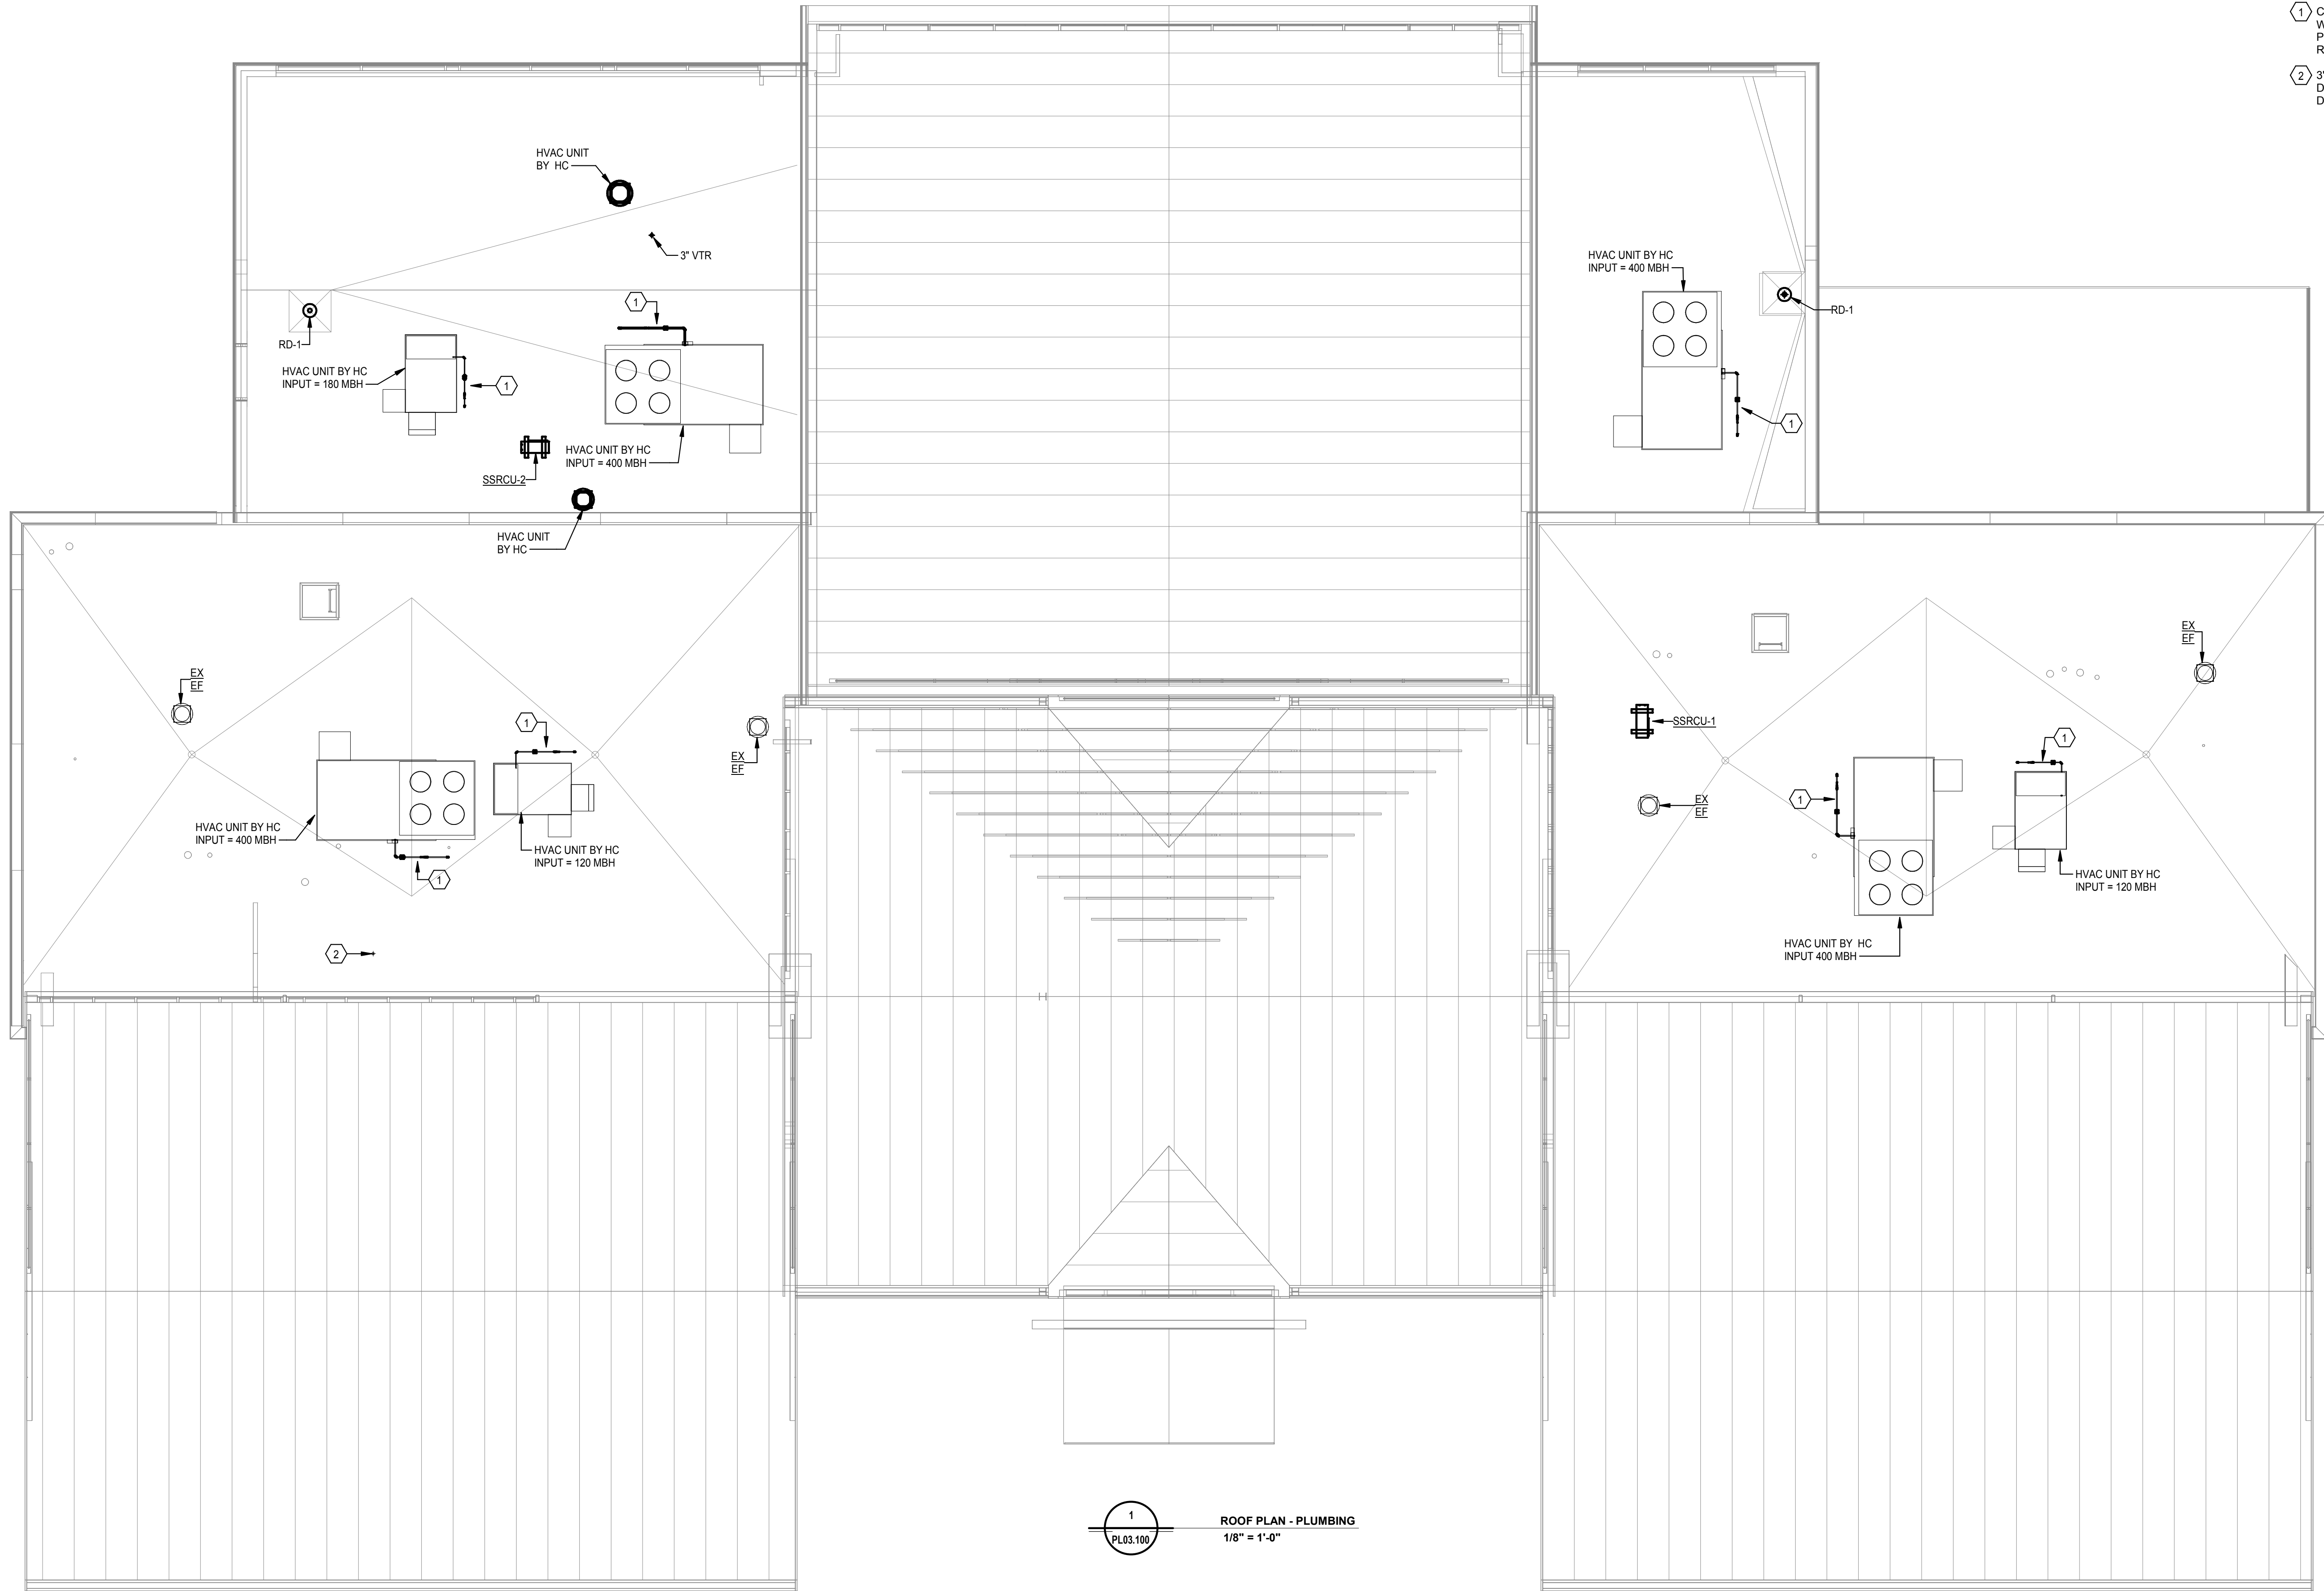 1 C
W
P
R
2 3"
D
D
HVAC UNIT
BY HC
3" VTR
1
RD-1
HVAC UNIT BY HC
INPUT = 180 MBH
1
HVAC UNIT BY HC
INPUT = 400 MBH
SSRCU-2
HVAC UNIT
BY HC
HVAC UNIT BY HC
INPUT = 400 MBH
RD-1
1
EX
EF
1
EX
EF
HVAC UNIT BY HC
INPUT = 400 MBH
HVAC UNIT BY HC
INPUT = 120 MBH
1
2
EX
EF
SSRCU-1
1
1
EX
EF
HVAC UNIT BY HC
INPUT = 120 MBH
HVAC UNIT BY HC
INPUT 400 MBH
1
PL03.100
ROOF PLAN - PLUMBING
1/8" = 1'-0"